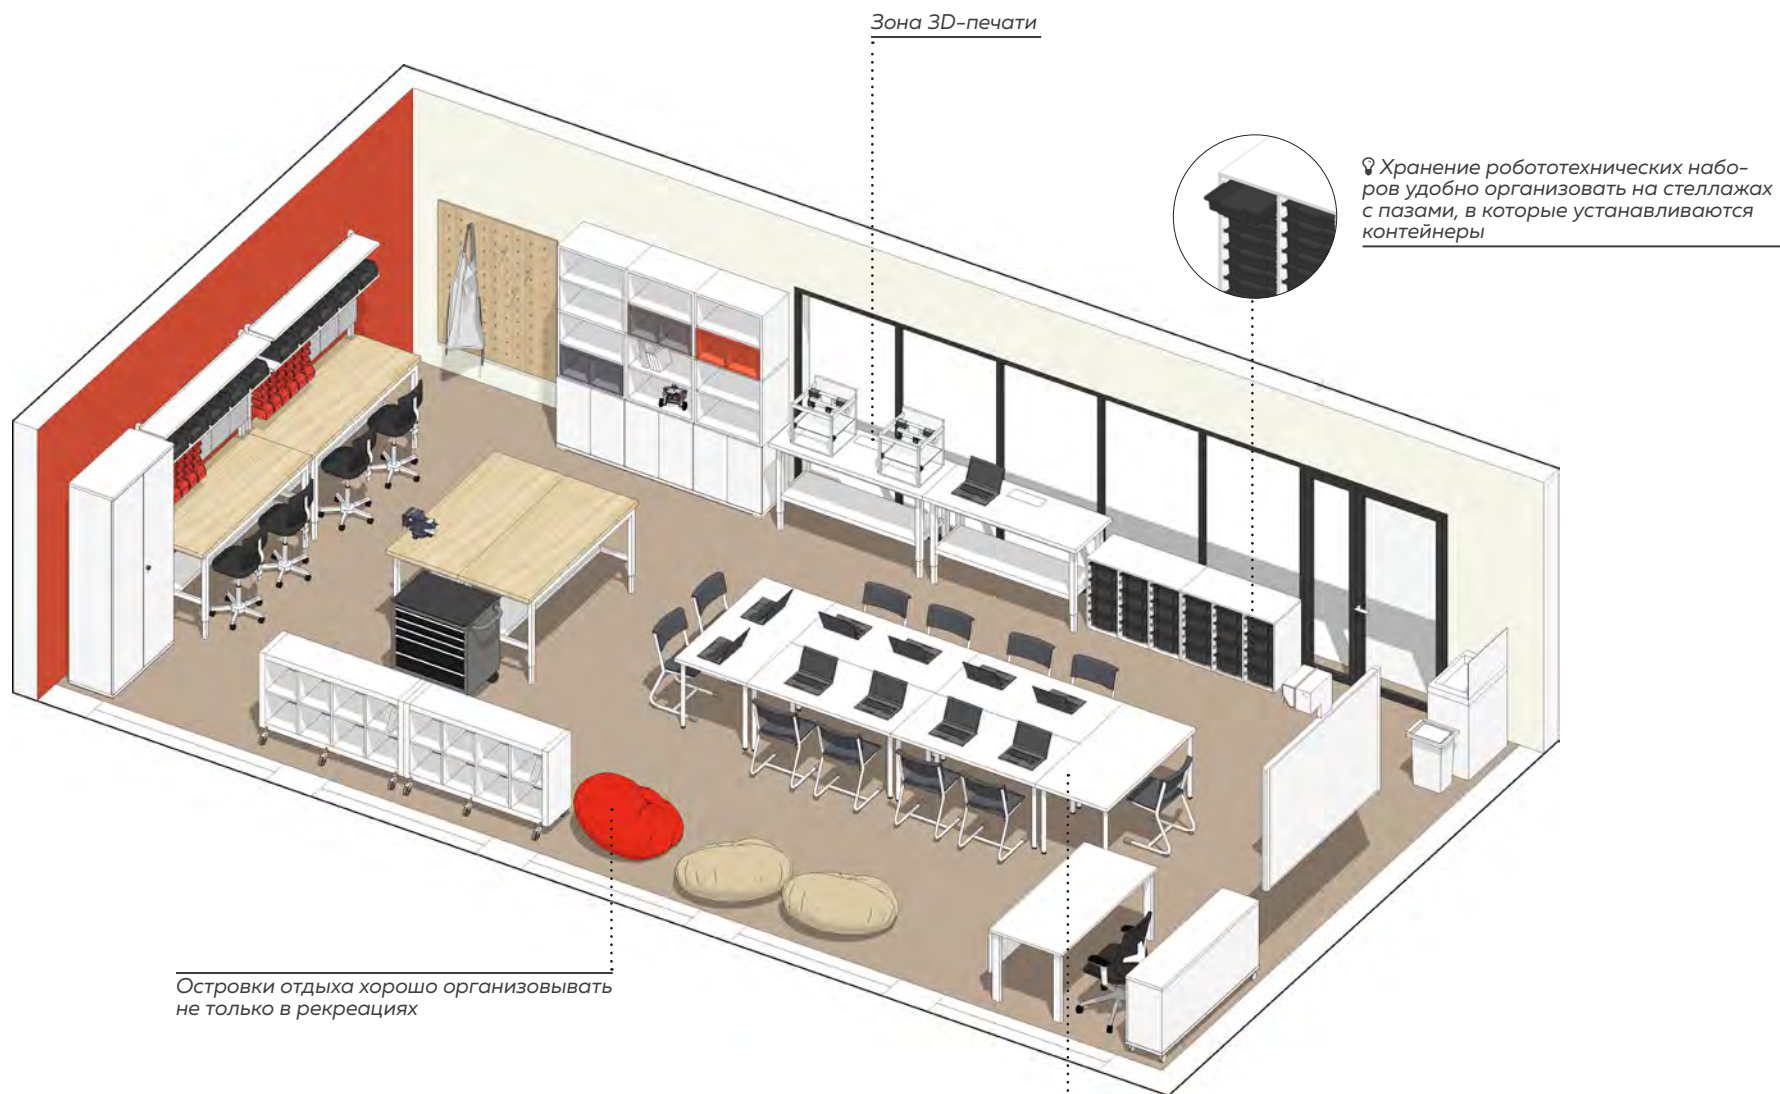 Зона 3D-печати
Хранение робототехнических набо-
ров удобно организовать на стеллажах
с пазами, в которые устанавливаются
контейнеры
Островки отдыха хорошо организовывать
не только в рекреациях